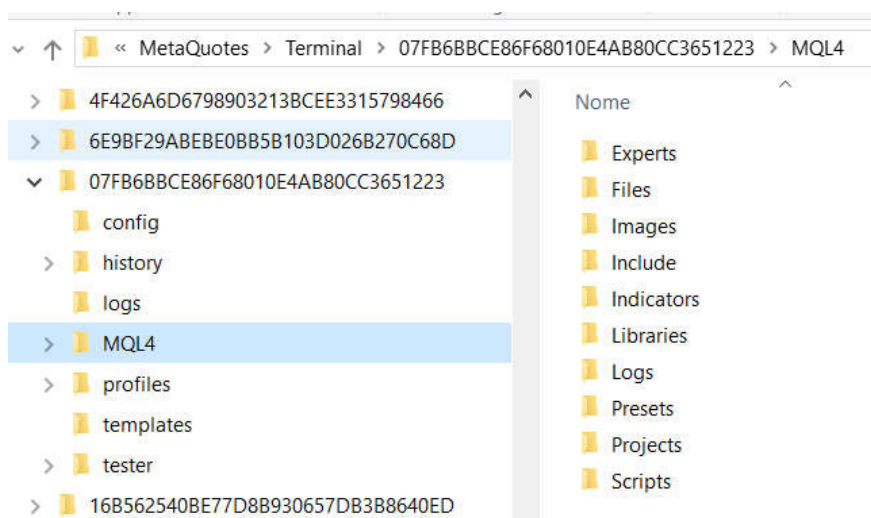 « MetaQuotes > Terminal > 07FB6BBCE86F68010E4AB80CC3651223 > MQL4
4F426A6D6798903213BCEE3315798466
6E9BF29ABEBE0BB5B103D026B270C68D
07FB6BBCE86F68010E4AB80CC3651223
config
history
logs
MQL4
profiles
templates
tester
16B562540BE77D8B930657DB3B8640ED
Nome
Experts
Files
Images
Include
Indicators
Libraries
Logs
Presets
Projects
Scripts